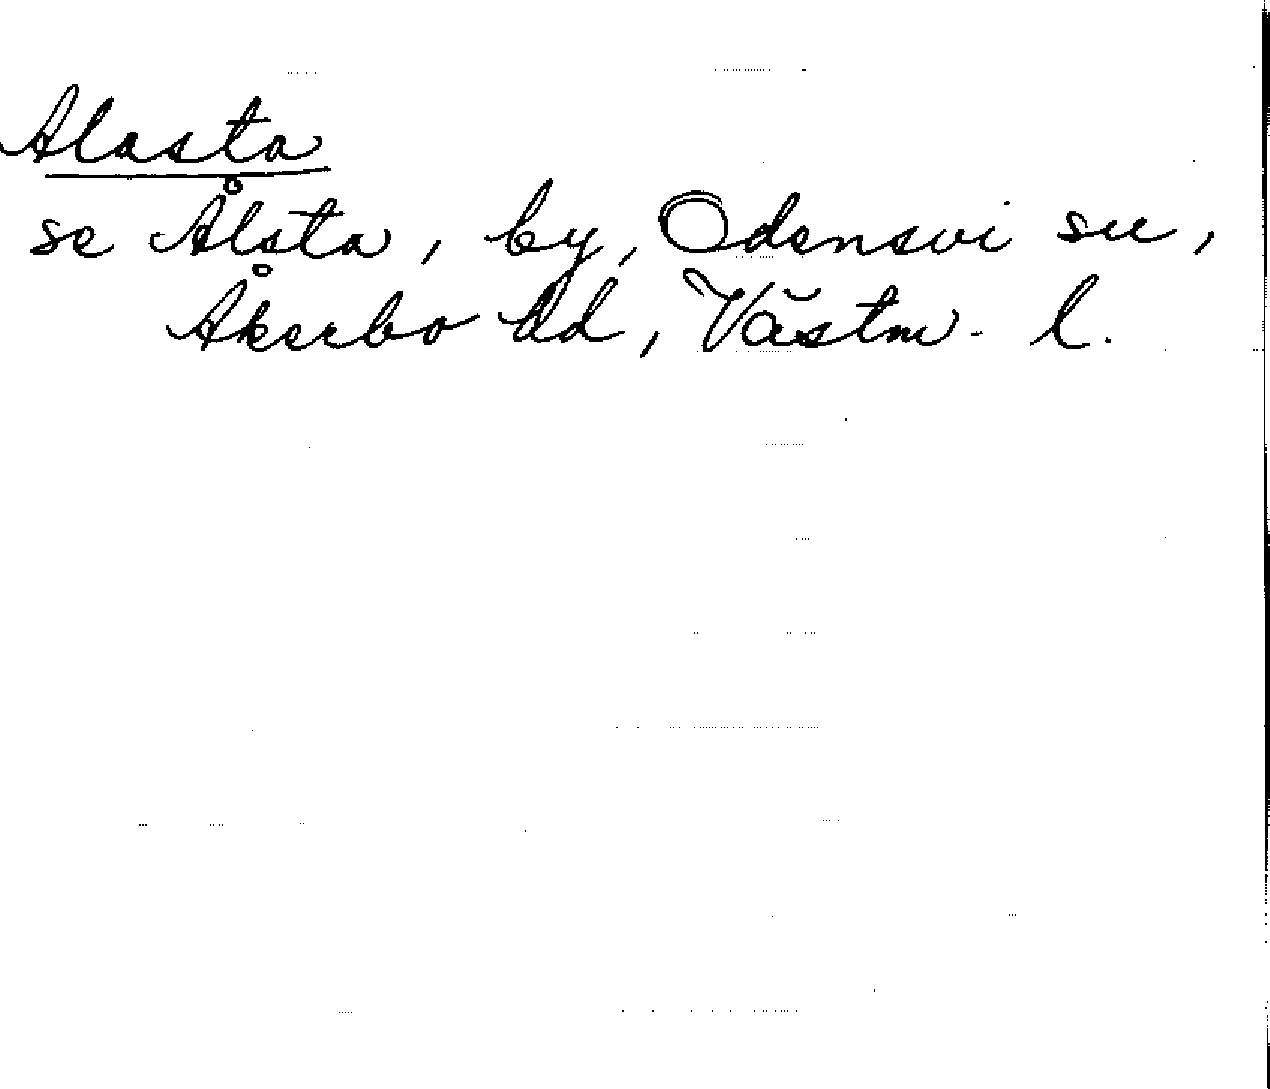 Alasta
se Ålsta, by, Odensvi sn,
Åkerbo hd, Västm. l.